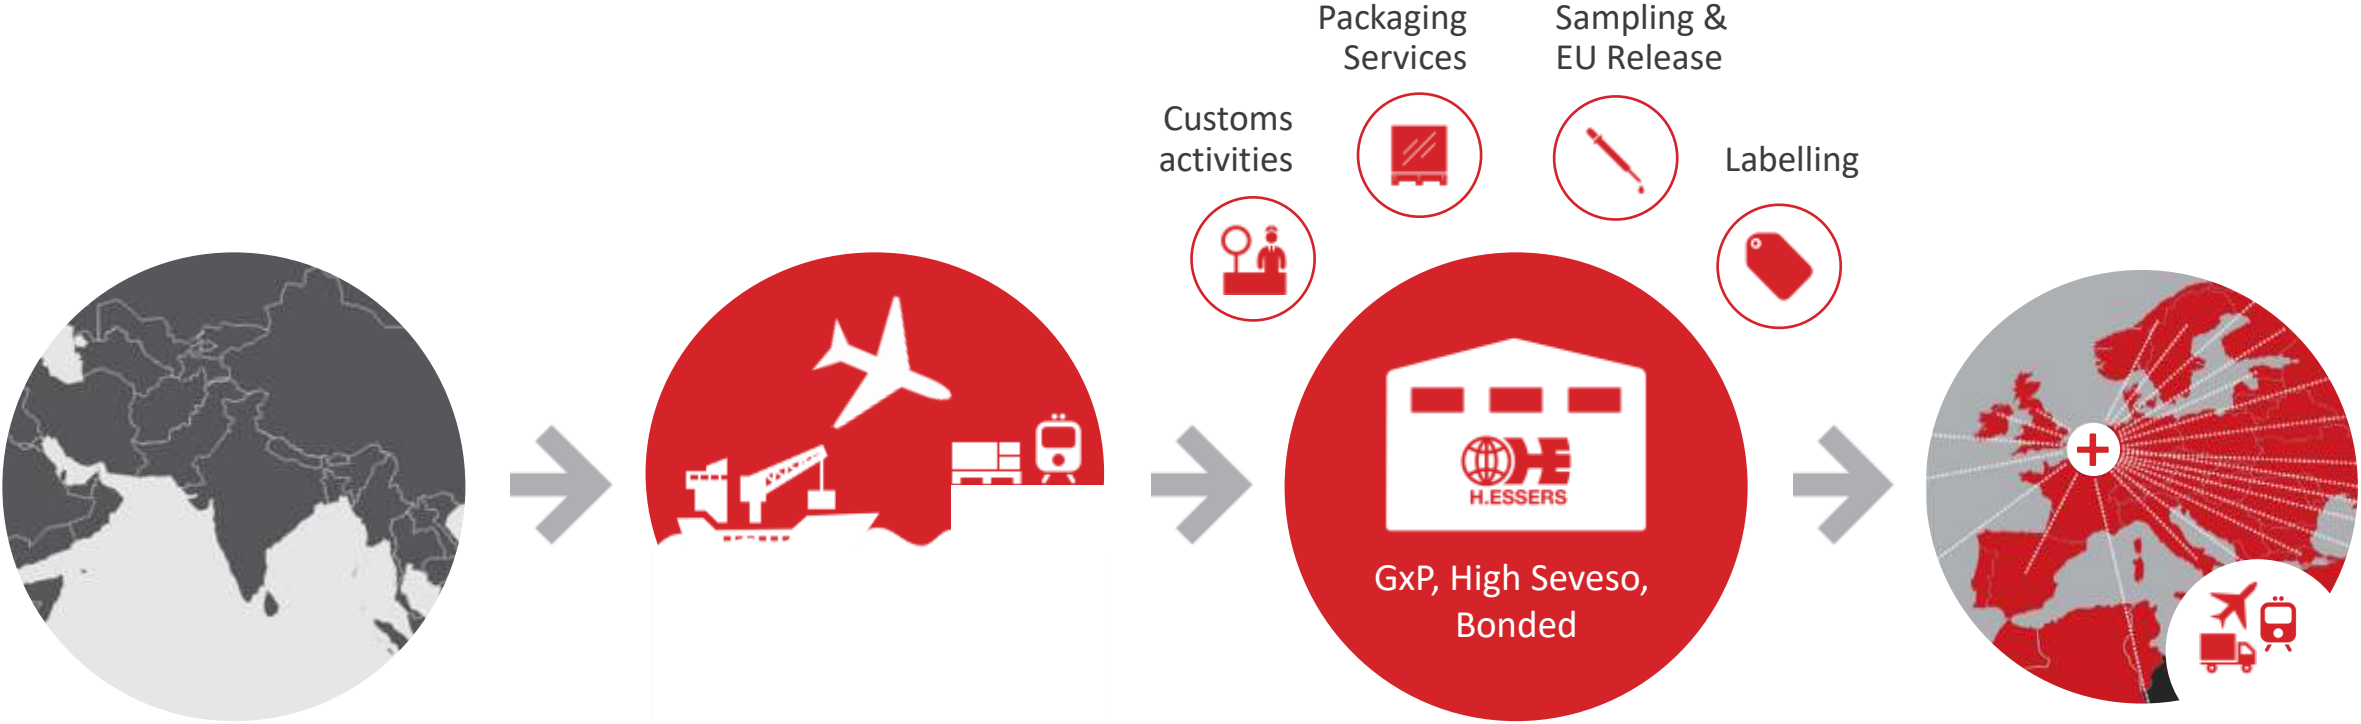 Packaging
Services
Sampling &
EU Release
Customs
activities
Labelling
H.ESSERS
GxP, High Seveso,
Bonded